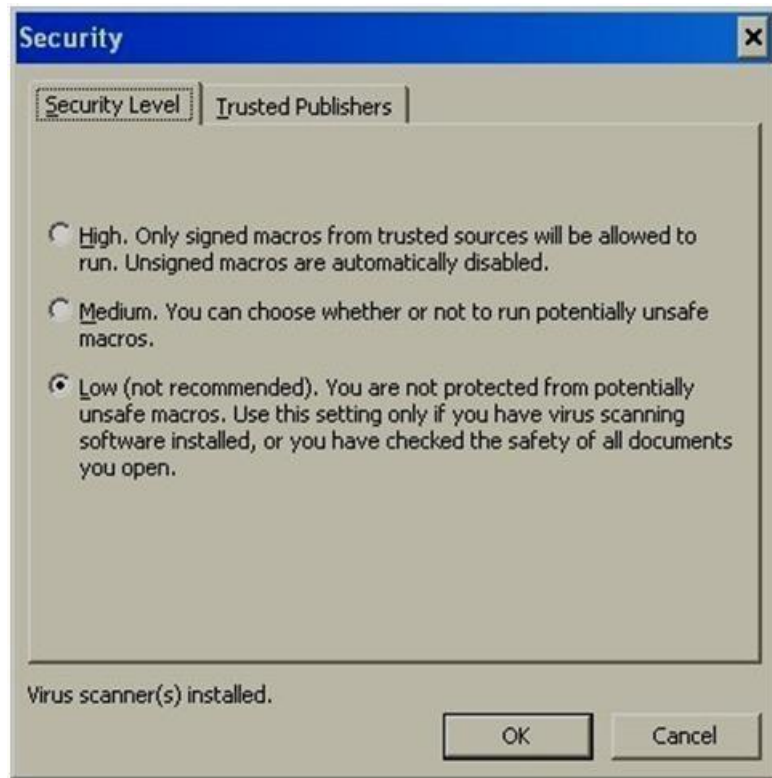 Security
Security Level
Trusted Publishers
High. Only signed macros from trusted sources will be allowed to
run. Unsigned macros are automatically disabled.
Medium. You can choose whether or not to run potentially unsafe
macros.
Low (not recommended). You are not protected from potentially
unsafe macros. Use this setting only if you have virus scanning
software installed, or you have checked the safety of all documents
you open.
Virus scanner(s) installed.
OK
Cancel